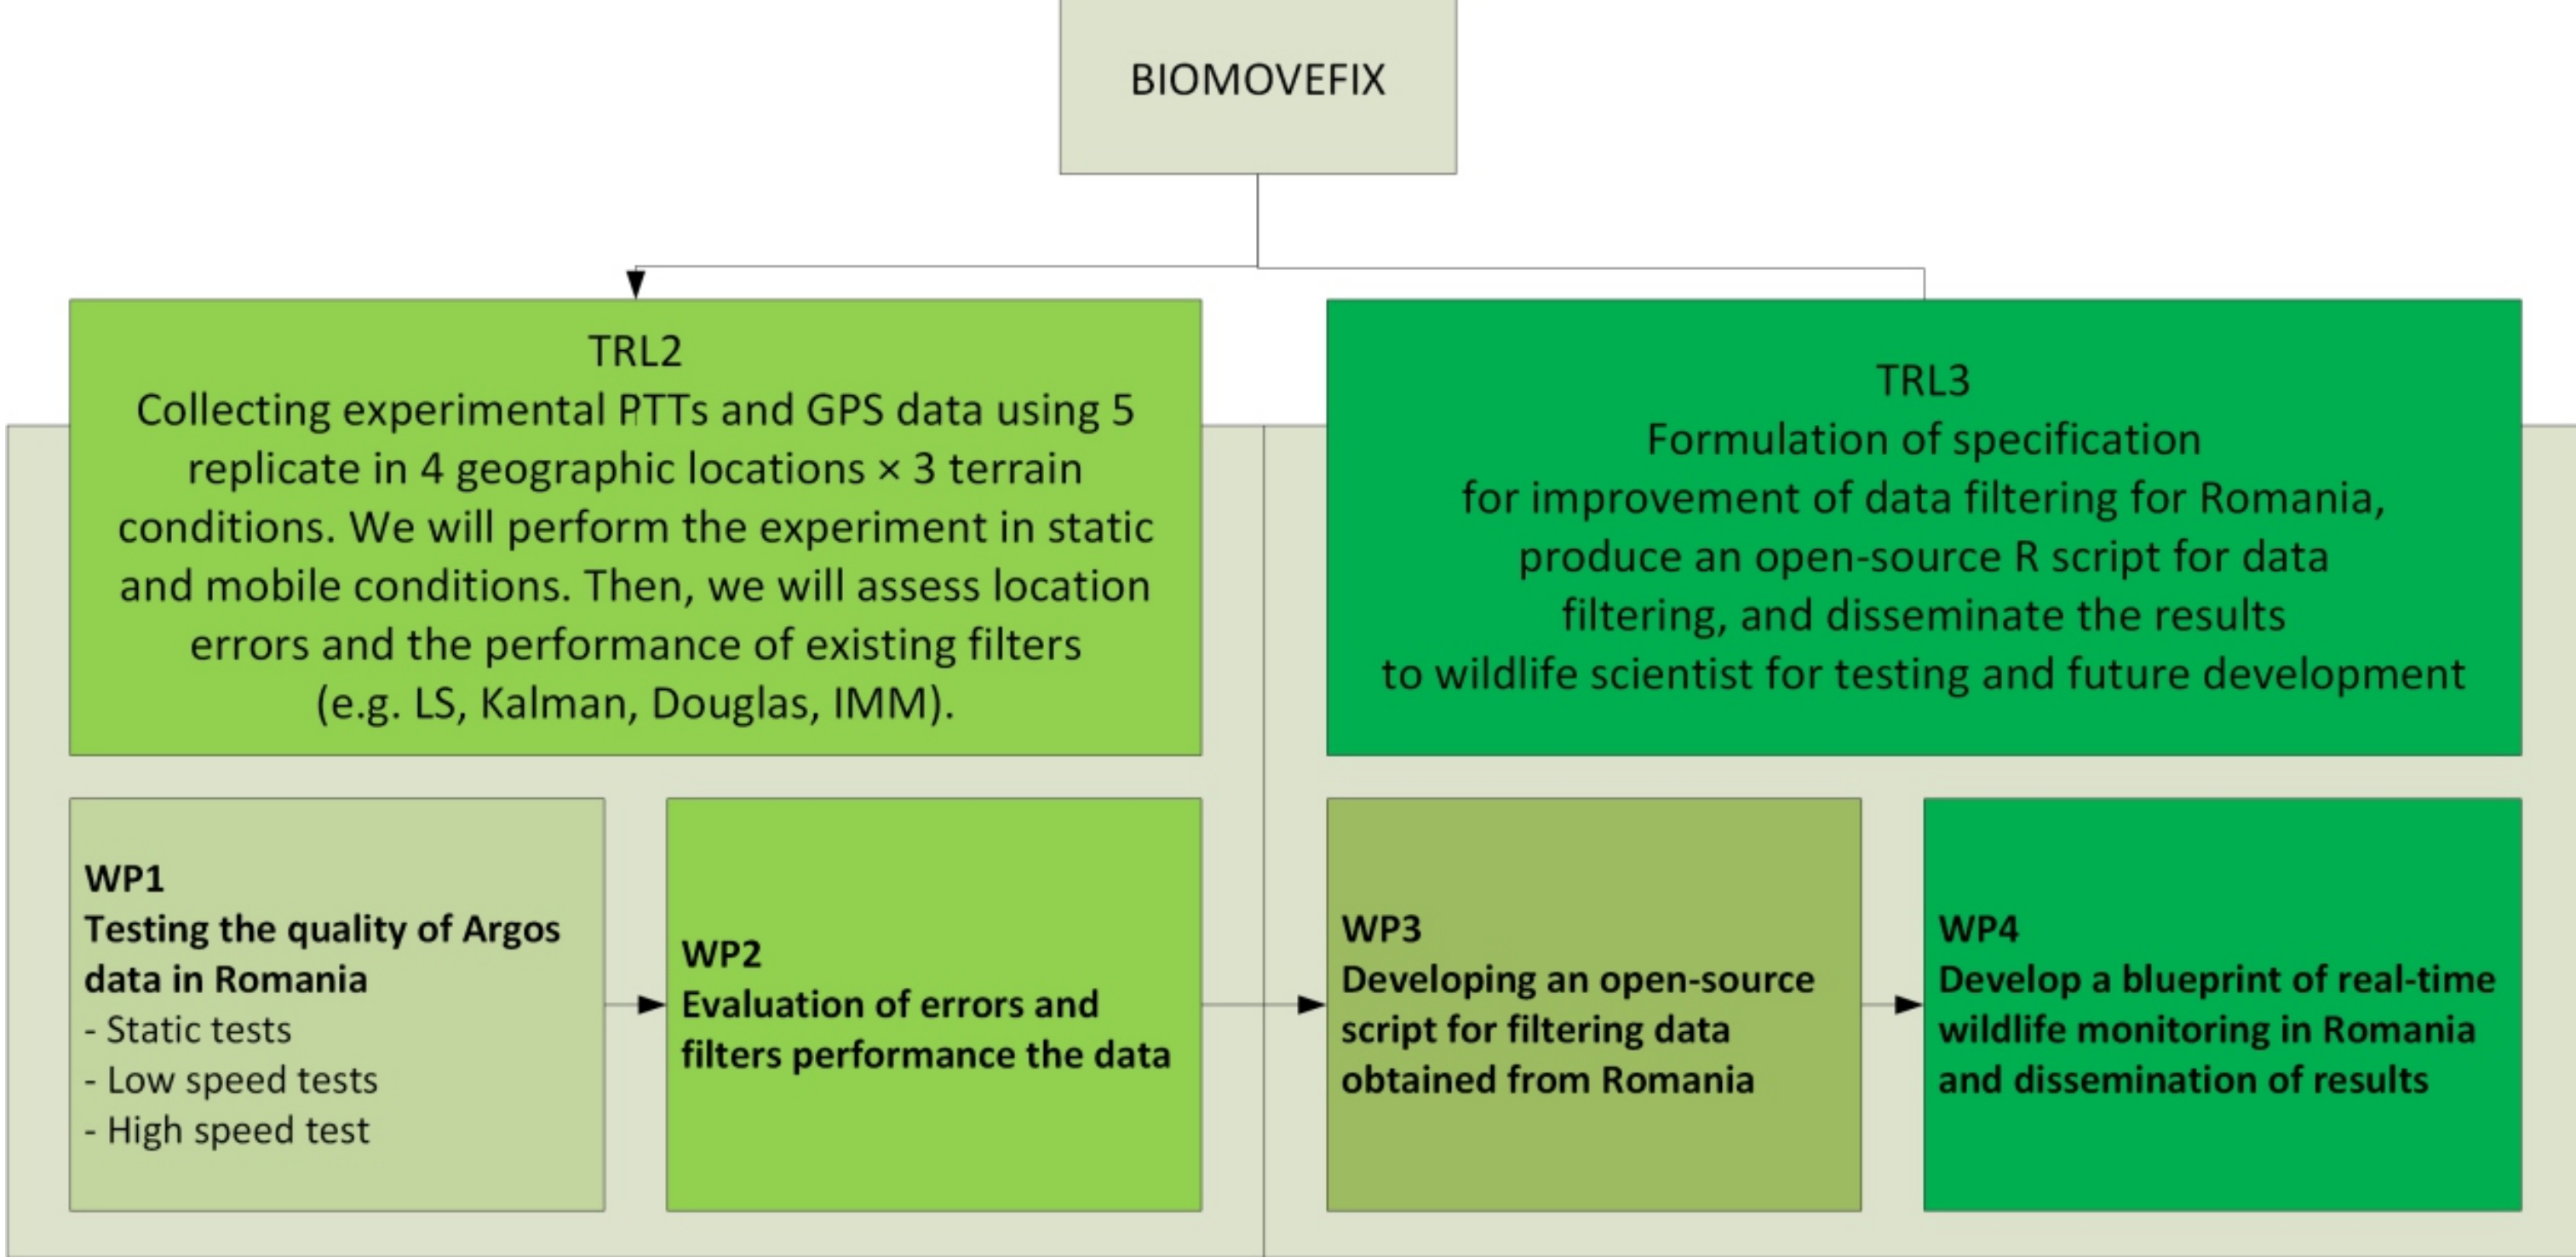 BIOMOVEFIX
TRL2
Collecting experimental PTTs and GPS data using 5
replicate in 4 geographic locations × 3 terrain
conditions. We will perform the experiment in static
and mobile conditions. Then, we will assess location
errors and the performance of existing filters
(e.g. LS, Kalman, Douglas, IMM).
TRL3
Formulation of specification
for improvement of data filtering for Romania,
produce an open-source R script for data
filtering, and disseminate the results
to wildlife scientist for testing and future development
WP1
Testing the quality of Argos
data in Romania
- Static tests
- Low speed tests
- High speed test
WP2
Evaluation of errors and
filters performance the data
WP3
Developing an open-source
script for filtering data
obtained from Romania
WP4
Develop a blueprint of real-time
wildlife monitoring in Romania
and dissemination of results